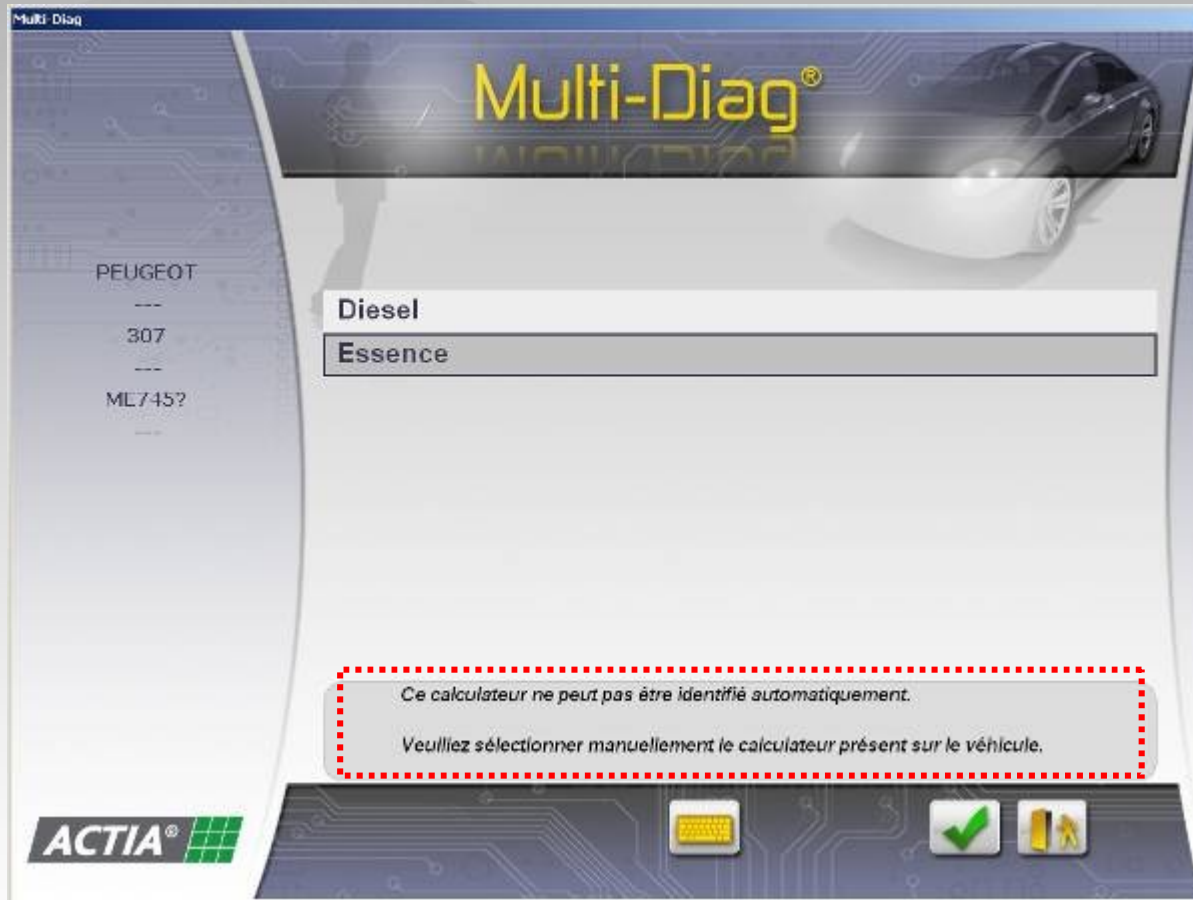 Multi-Diag
Multi-Diag®
PEUGEOT
---
307
---
ME745?
---
Diesel
Essence
Ce calculateur ne peut pas être identifié automatiquement.
Veuillez sélectionner manuellement le calculateur présent sur le véhicule.
ACTIA®